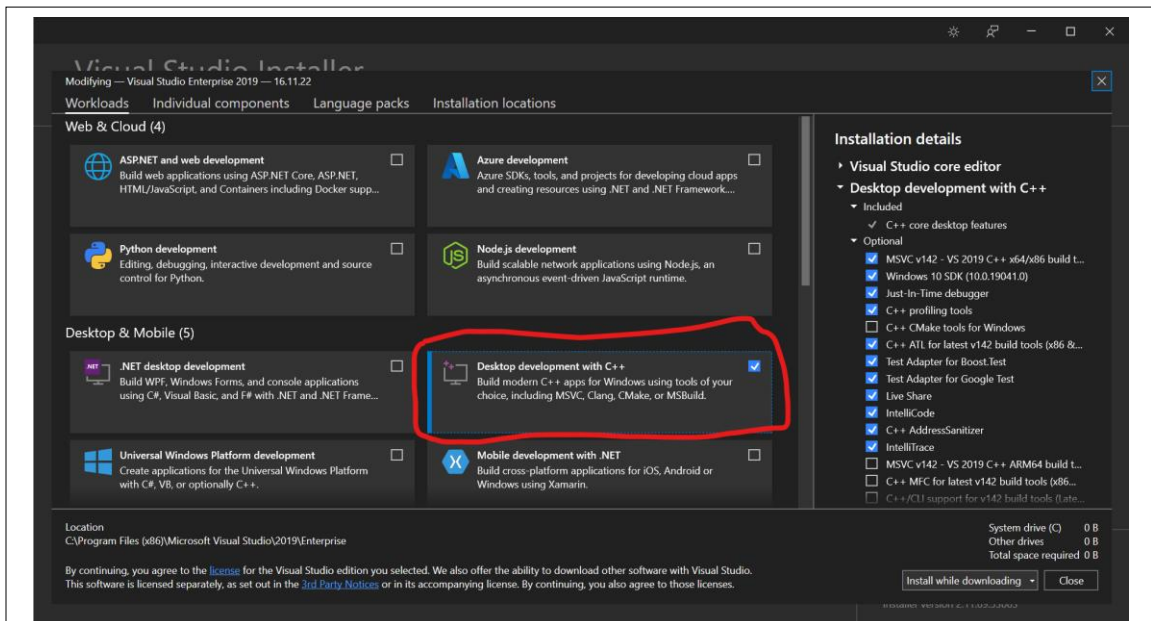 Visual Studio Installer
Modifying — Visual Studio Enterprise 2019 — 16.11.22
Workloads Individual components Language packs Installation locations
Web & Cloud (4)
ASP.NET and web development
Build web applications using ASP.NET Core, ASP.NET,
HTML/JavaScript, and Containers including Docker supp...
Azure development
Azure SDKs, tools, and projects for developing cloud apps
and creating resources using .NET and .NET Framework....
Python development
Editing, debugging, interactive development and source
control for Python.
JS
Node.js development
Build scalable network applications using Node.js, an
asynchronous event-driven JavaScript runtime.
Desktop & Mobile (5)
.NET
.NET desktop development
Build WPF, Windows Forms, and console applications
using C#, Visual Basic, and F# with .NET and .NET Frame...
Desktop development with C++
Build modern C++ apps for Windows using tools of your
choice, including MSVC, Clang, CMake, or MSBuild.
Universal Windows Platform development
Create applications for the Universal Windows Platform
with C#, VB, or optionally C++.
Mobile development with .NET
Build cross-platform applications for iOS, Android or
Windows using Xamarin.
Installation details
Visual Studio core editor
Desktop development with C++
Included
C++ core desktop features
Optional
MSVC v142 - VS 2019 C++ x64/x86 build t...
Windows 10 SDK (10.0.19041.0)
Just-In-Time debugger
C++ profiling tools
C++ CMake tools for Windows
C++ ATL for latest v142 build tools (x86 &...
Test Adapter for Boost.Test
Test Adapter for Google Test
Live Share
IntelliCode
C++ AddressSanitizer
IntelliTrace
MSVC v142 - VS 2019 C++ ARM64 build t...
C++ MFC for latest v142 build tools (x86...
C++/CLI support for v142 build tools (Late...
Location
C:\Program Files (x86)\Microsoft Visual Studio\2019\Enterprise
By continuing, you agree to the license for the Visual Studio edition you selected. We also offer the ability to download other software with Visual Studio.
This software is licensed separately, as set out in the 3rd Party Notices or in its accompanying license. By continuing, you also agree to those licenses.
System drive (C) 0 B
Other drives 0 B
Total space required 0 B
Install while downloading Close
Installer version